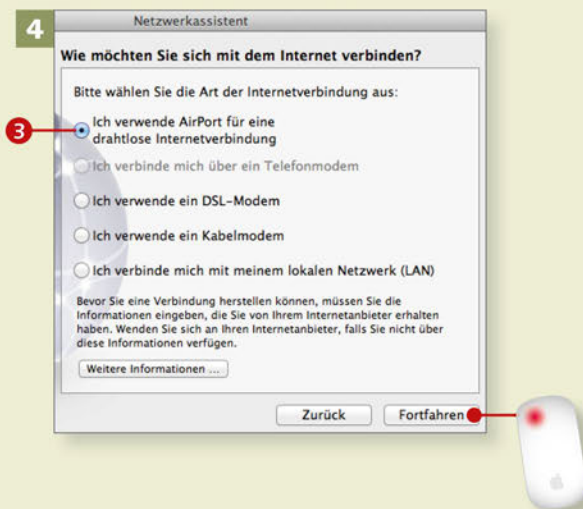 4
Netzwerkassistent
Wie möchten Sie sich mit dem Internet verbinden?
Bitte wählen Sie die Art der Internetverbindung aus:
3
Ich verwende AirPort für eine
drahtlose Internetverbindung
Ich verbinde mich über ein Telefonmodem
Ich verwende ein DSL-Modem
Ich verwende ein Kabelmodem
Ich verbinde mich mit meinem lokalen Netzwerk (LAN)
Bevor Sie eine Verbindung herstellen können, müssen Sie die
Informationen eingeben, die Sie von Ihrem Internetanbieter erhalten
haben. Wenden Sie sich an Ihren Internetanbieter, falls Sie nicht über
diese Informationen verfügen.
Weitere Informationen ...
Zurück Fortfahren